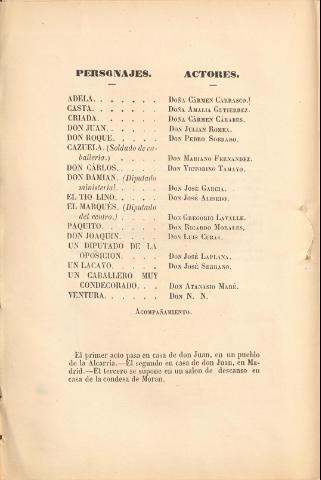 PERSONAJES. ACTORES.
ADELA. . . . . . . Doña Cármen Carrasco.
CASTA. . . . . . . Doña Amalia Gutierrez.
CRIADA. . . . . . Doña Cármen Cárabes.
DON JUAN. . . . . . Don Julian Romea.
DON ROQUE. . . . . Don Pedro Sobrado.
CAZUELA. (Soldado de ca-
ballería.) . . . . . Don Mariano Fernandez.
DON CÁRLOS. . . . . Don Victorino Tamayo.
DON DAMIAN. (Diputado
ministerial. . . . . Don José Garcia.
EL TIO LINO. . . . . Don José Albedo.
EL MARQUÉS. (Diputado
del centro.) . . . . Don Gregorio Lavalle.
PAQUITO. . . . . . Don Ricardo Morales,
DON JOAQUIN. . . . . Don Luis Cubas.
UN DIPUTADO DE LA
OPOSICION. . . . . Don José Laplana.
UN LACAYO. . . . . Don José Serrano.
UN CABALLERO MUY
CONDECORADO. . . Don Atanasio Maré.
VENTURA. . . . . . Don N. N.
Acompañamiento.
El primer acto pasa en casa de don Juan, en un pueblo
de la Alcarria.—El segundo en casa de don Juan, en Ma-
drid.—El tercero se supone en un salon de descanso en
casa de la condesa de Moran.